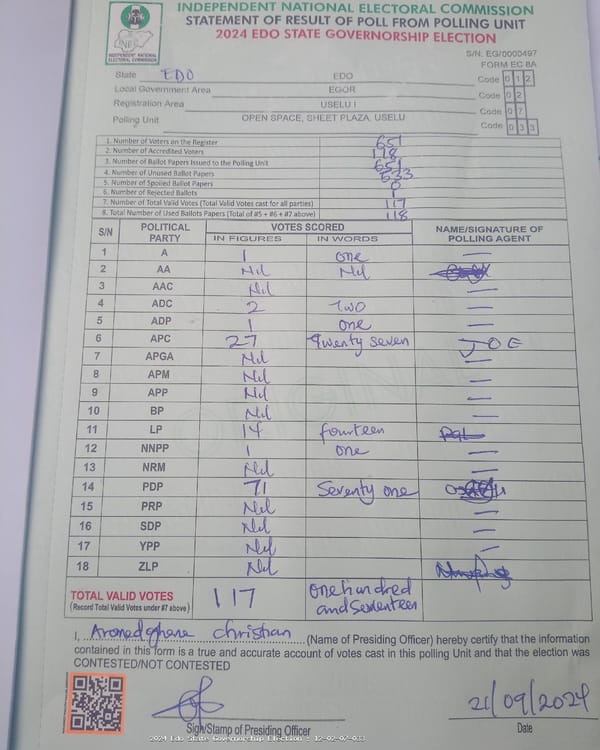 INDEPENDENT NATIONAL ELECTORAL COMMISSION
STATEMENT OF RESULT OF POLL FROM POLLING UNIT
2024 EDO STATE GOVERNORSHIP ELECTION
INDEPENDENT NATIONAL ELECTORAL COMMISSION
S/N: EG/0000497
FORM EC 8A
State EDO EDO Code 0 1 2
Local Government Area EGOR Code 0 2
Registration Area USELU I Code 0 7
Polling Unit OPEN SPACE, SHEET PLAZA, USELU Code 0 3 3
1. Number of Voters on the Register 651
2. Number of Accredited Voters 118
3. Number of Ballot Papers Issued to the Polling Unit 651
4. Number of Unused Ballot Papers 533
5. Number of Spoiled Ballot Papers 0
6. Number of Rejected Ballots 1
7. Number of Total Valid Votes (Total Valid Votes cast for all parties) 117
8. Total Number of Used Ballots Papers (Total of #5 + #6 + #7 above) 118
S/N POLITICAL PARTY VOTES SCORED NAME/SIGNATURE OF POLLING AGENT
IN FIGURES IN WORDS
1 A 1 one —
2 AA Nil Nil
3 AAC Nil —
4 ADC 2 Two —
5 ADP 1 one —
6 APC 27 Twenty seven JOE
7 APGA Nil —
8 APM Nil —
9 APP Nil —
10 BP Nil —
11 LP 14 fourteen
12 NNPP 1 one —
13 NRM Nil —
14 PDP 71 Seventy one
15 PRP Nil —
16 SDP Nil —
17 YPP Nil —
18 ZLP Nil
TOTAL VALID VOTES 117 one hundred
(Record Total Valid Votes under #7 above) and seventeen
I, Aromedghene Christian (Name of Presiding Officer) hereby certify that the information
contained in this form is a true and accurate account of votes cast in this polling Unit and that the election was
CONTESTED/NOT CONTESTED
21/09/2024
Sign/Stamp of Presiding Officer Date
2024 Edo State Governorship Election : 12-02-07-033